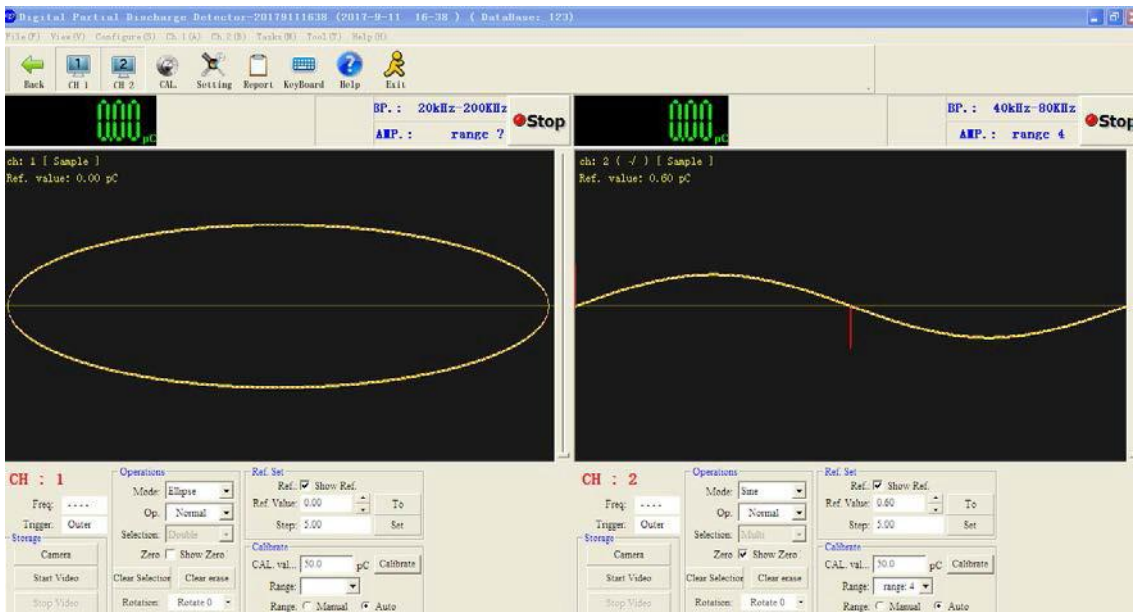 Digital Partial Discharge Detector-20179111638 (2017-9-11 16-38 ) ( DataBase: 123)
File(F) View(V) Configure(S) Ch.1(A) Ch.2(B) Tasks(W) Tool(T) Help(H)
Back CH 1 CH 2 CAL. Setting Report KeyBoard Help Exit
0.00 pC
BP.: 20kHz-200KHz
AMP.: range ?
Stop
0.00 pC
BP.: 40kHz-80KHz
AMP.: range 4
Stop
ch: 1 [ Sample ]
Ref. value: 0.00 pC
ch: 2 ( √ ) [ Sample ]
Ref. value: 0.60 pC
CH : 1
Freq: ----
Trigger: Outer
Storage
Camera
Start Video
Stop Video
Operations
Mode: Ellipse
Op. Normal
Selection: Double
Zero Show Zero
Clear Selection Clear erase
Rotation: Rotate 0
Ref. Set
Ref.: Show Ref.
Ref. Value: 0.00 To
Step: 5.00 Set
Calibrate
CAL. val... 50.0 pC Calibrate
Range:
Range: Manual Auto
CH : 2
Freq: ----
Trigger: Outer
Storage
Camera
Start Video
Stop Video
Operations
Mode: Sine
Op. Normal
Selection: Multi
Zero Show Zero
Clear Selection Clear erase
Rotation: Rotate 0
Ref. Set
Ref.: Show Ref.
Ref. Value: 0.60 To
Step: 5.00 Set
Calibrate
CAL. val... 50.0 pC Calibrate
Range: range: 4
Range: Manual Auto